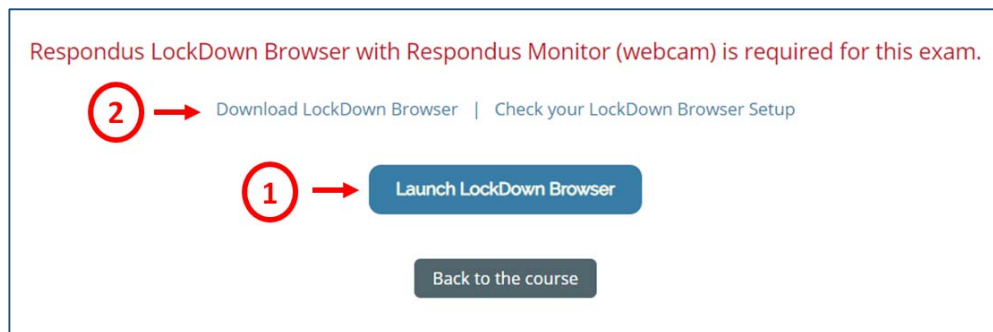 Respondus LockDown Browser with Respondus Monitor (webcam) is required for this exam.
2 Download LockDown Browser | Check your LockDown Browser Setup
1 Launch LockDown Browser
Back to the course